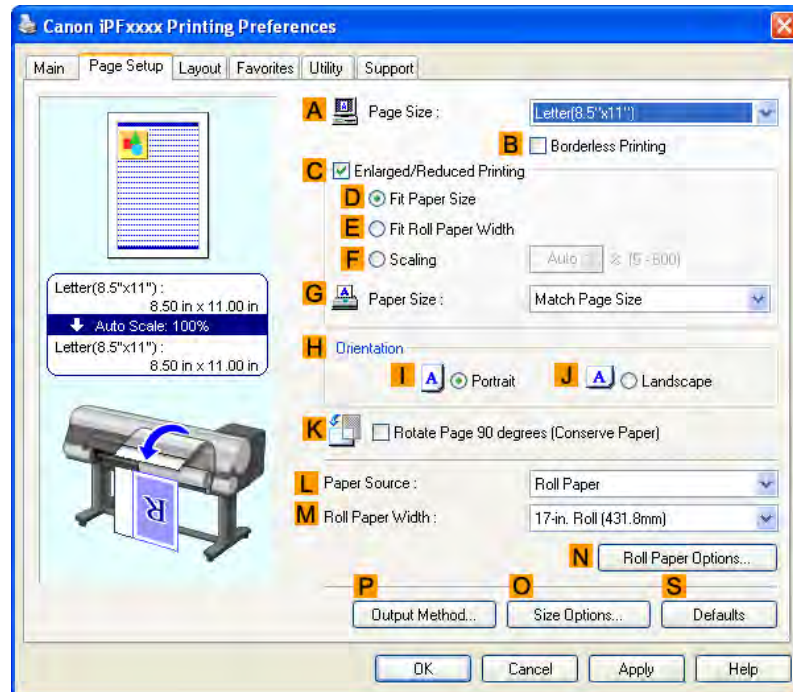 Canon iPFxxxx Printing Preferences
Main Page Setup Layout Favorites Utility Support
A Page Size : Letter(8.5"x11")
B Borderless Printing
C Enlarged/Reduced Printing
D Fit Paper Size
E Fit Roll Paper Width
F Scaling Auto % (5 - 600)
G A Paper Size : Match Page Size
Letter(8.5"x11") :
8.50 in x 11.00 in
Auto Scale: 100%
Letter(8.5"x11") :
8.50 in x 11.00 in
H Orientation
I A Portrait J A Landscape
K Rotate Page 90 degrees (Conserve Paper)
R
L Paper Source : Roll Paper
M Roll Paper Width : 17-in. Roll (431.8mm)
N Roll Paper Options...
P O S
Output Method... Size Options... Defaults
OK Cancel Apply Help